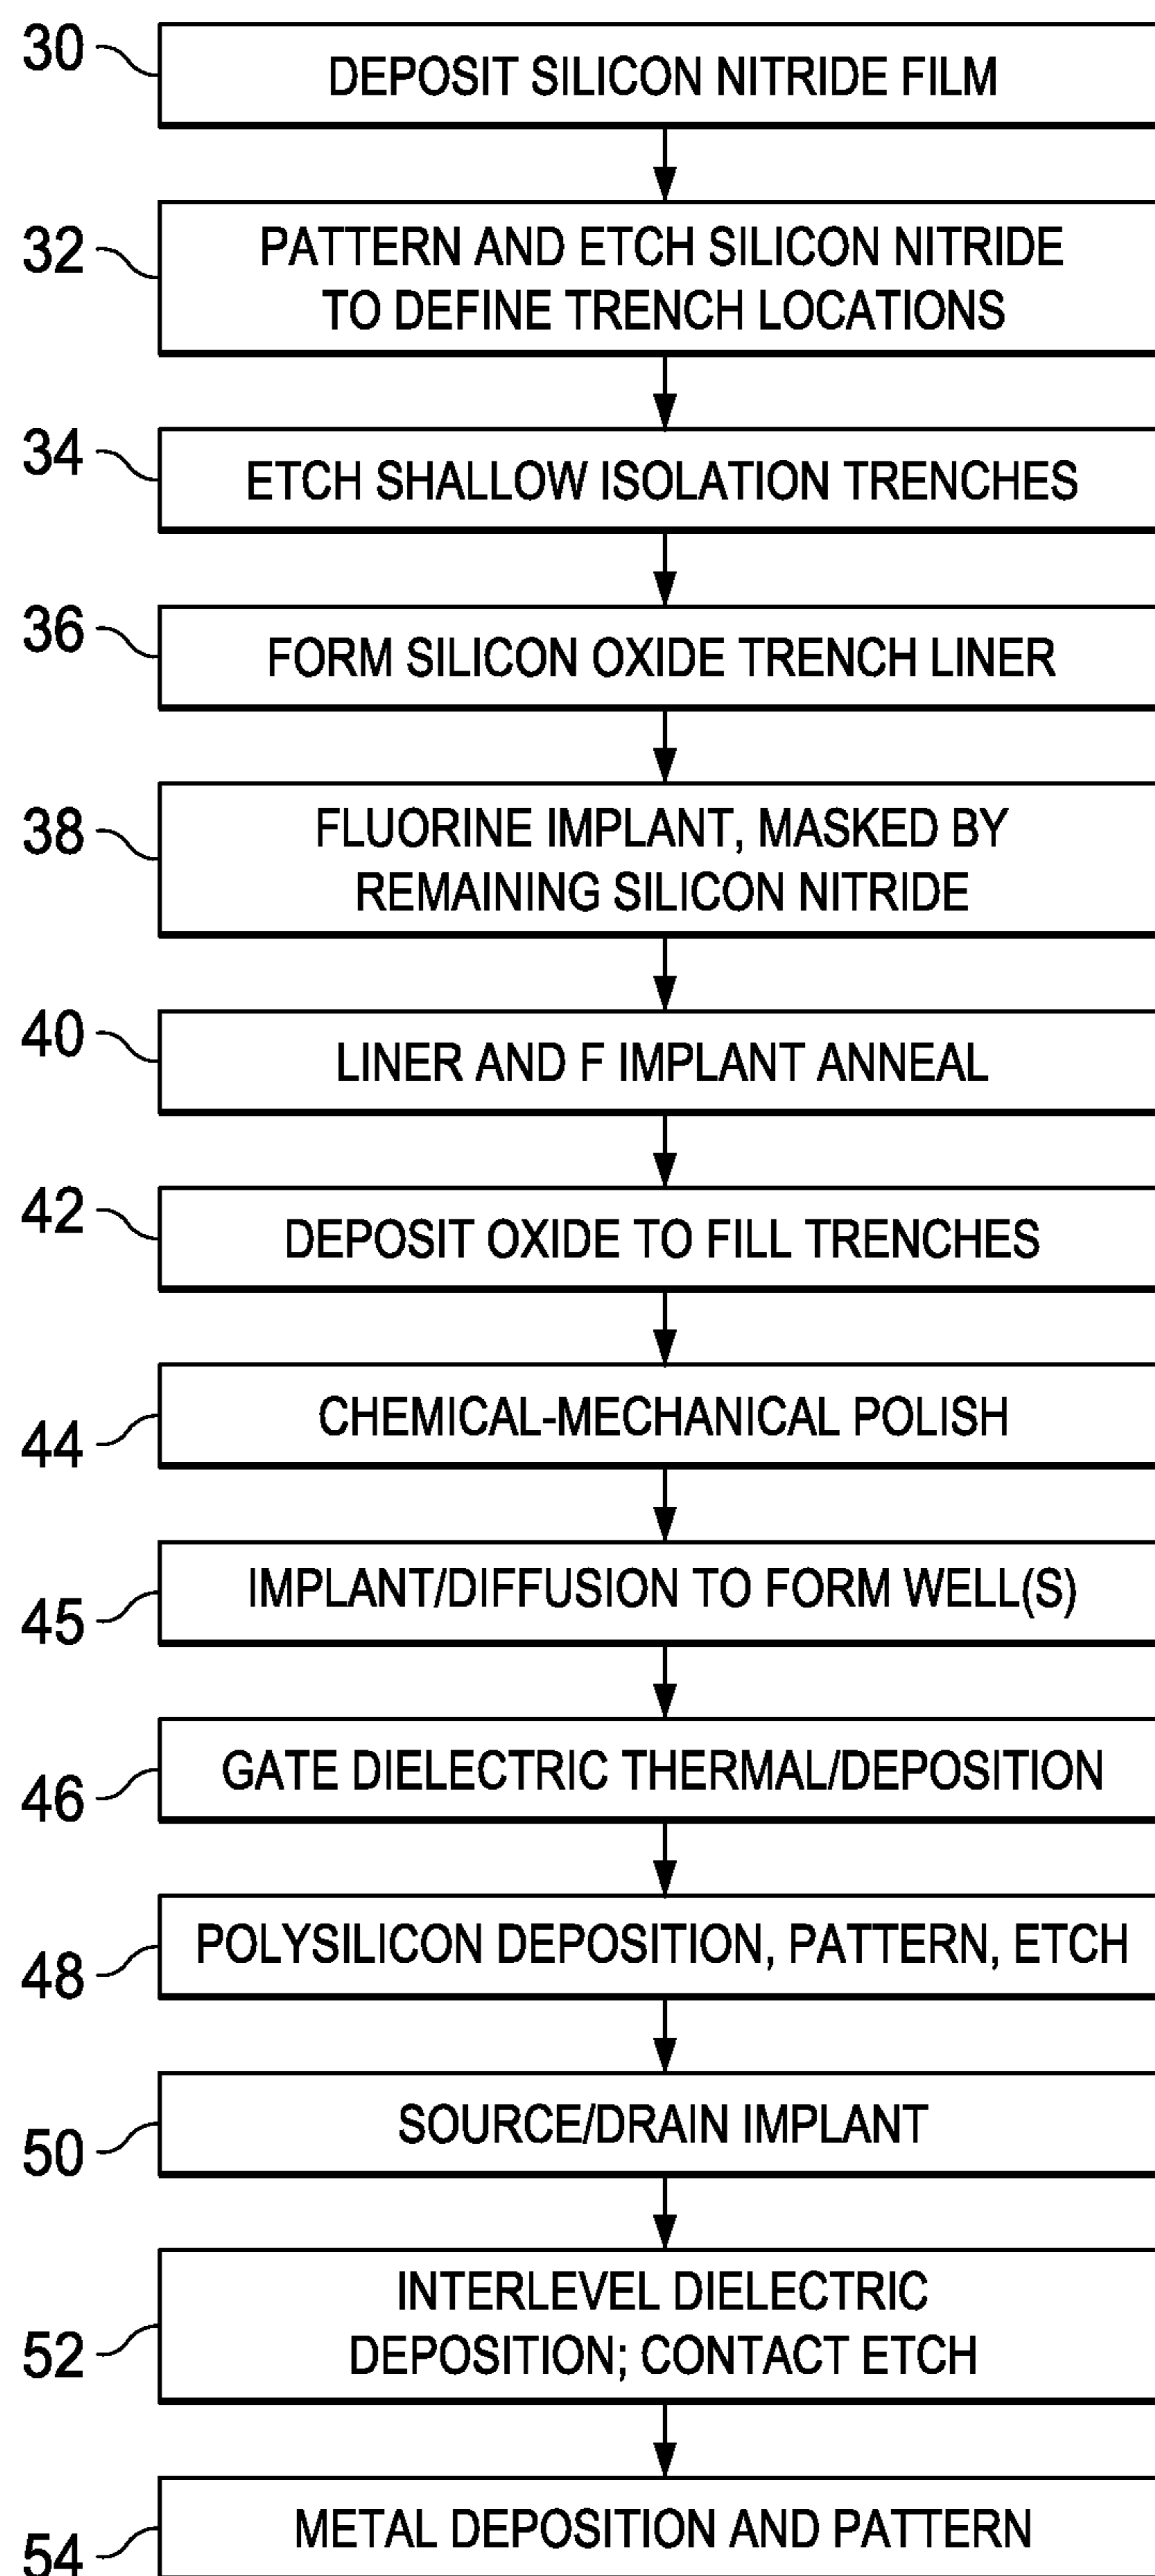 30 DEPOSIT SILICON NITRIDE FILM
32 PATTERN AND ETCH SILICON NITRIDE
TO DEFINE TRENCH LOCATIONS
34 ETCH SHALLOW ISOLATION TRENCHES
36 FORM SILICON OXIDE TRENCH LINER
38 FLUORINE IMPLANT, MASKED BY
REMAINING SILICON NITRIDE
40 LINER AND F IMPLANT ANNEAL
42 DEPOSIT OXIDE TO FILL TRENCHES
44 CHEMICAL-MECHANICAL POLISH
45 IMPLANT/DIFFUSION TO FORM WELL(S)
46 GATE DIELECTRIC THERMAL/DEPOSITION
48 POLYSILICON DEPOSITION, PATTERN, ETCH
50 SOURCE/DRAIN IMPLANT
52 INTERLEVEL DIELECTRIC
DEPOSITION; CONTACT ETCH
54 METAL DEPOSITION AND PATTERN